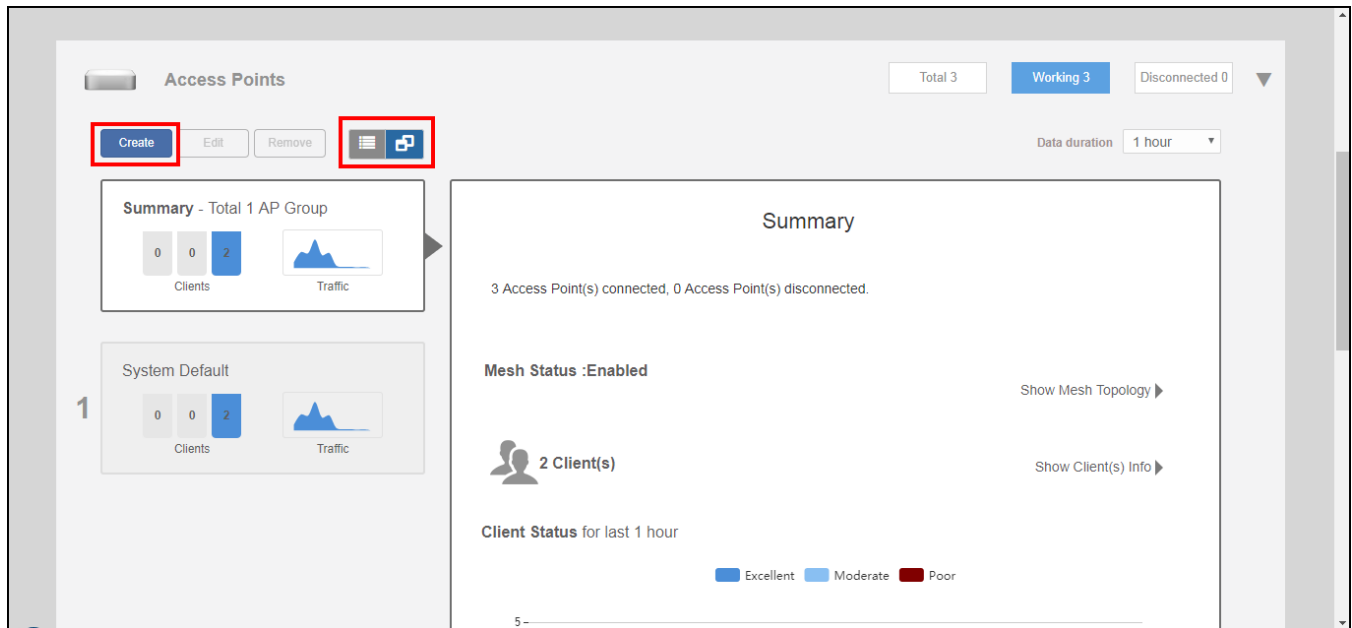 Access Points
Total 3
Working 3
Disconnected 0
Create
Edit
Remove
Data duration
1 hour
Summary - Total 1 AP Group
0 0 2
Clients
Traffic
1
System Default
0 0 2
Clients
Traffic
Summary
3 Access Point(s) connected, 0 Access Point(s) disconnected.
Mesh Status :Enabled
Show Mesh Topology
2 Client(s)
Show Client(s) Info
Client Status for last 1 hour
Excellent Moderate Poor
5